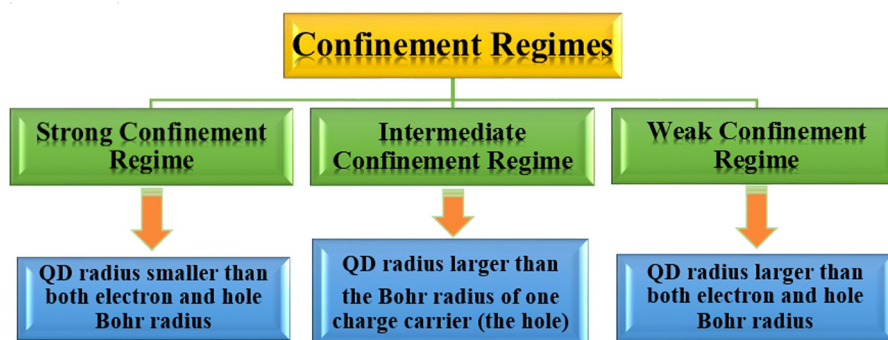 Confinement Regimes
Strong Confinement
Regime
Intermediate
Confinement Regime
Weak Confinement
Regime
QD radius smaller than
both electron and hole
Bohr radius
QD radius larger than
the Bohr radius of one
charge carrier (the hole)
QD radius larger than
both electron and hole
Bohr radius